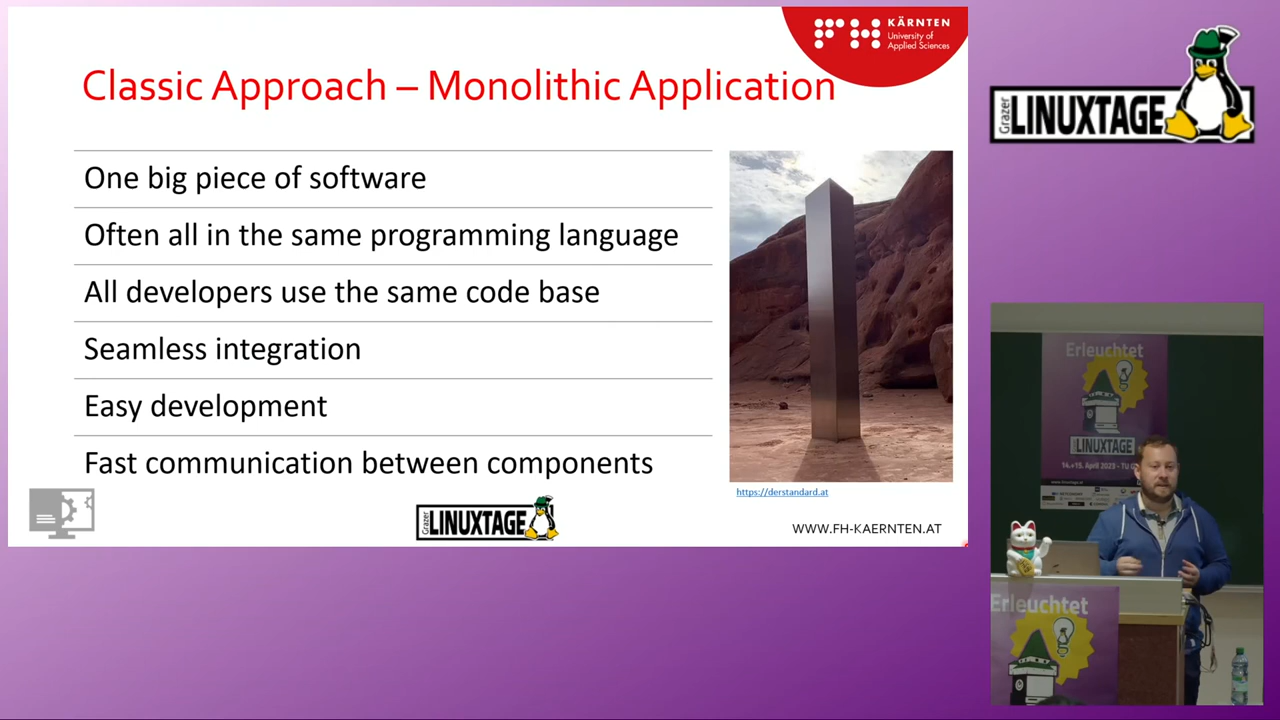 KÄRNTEN
University of
Applied Sciences
Classic Approach – Monolithic Application
One big piece of software
Often all in the same programming language
All developers use the same code base
Seamless integration
Easy development
Fast communication between components
https://derstandard.at
Grazer
LINUXTAGE
WWW.FH-KAERNTEN.AT
Grazer
LINUXTAGE
Erleuchtet
LINUXTAGE
14.+15. April 2023 - TU G
Erleuchtet